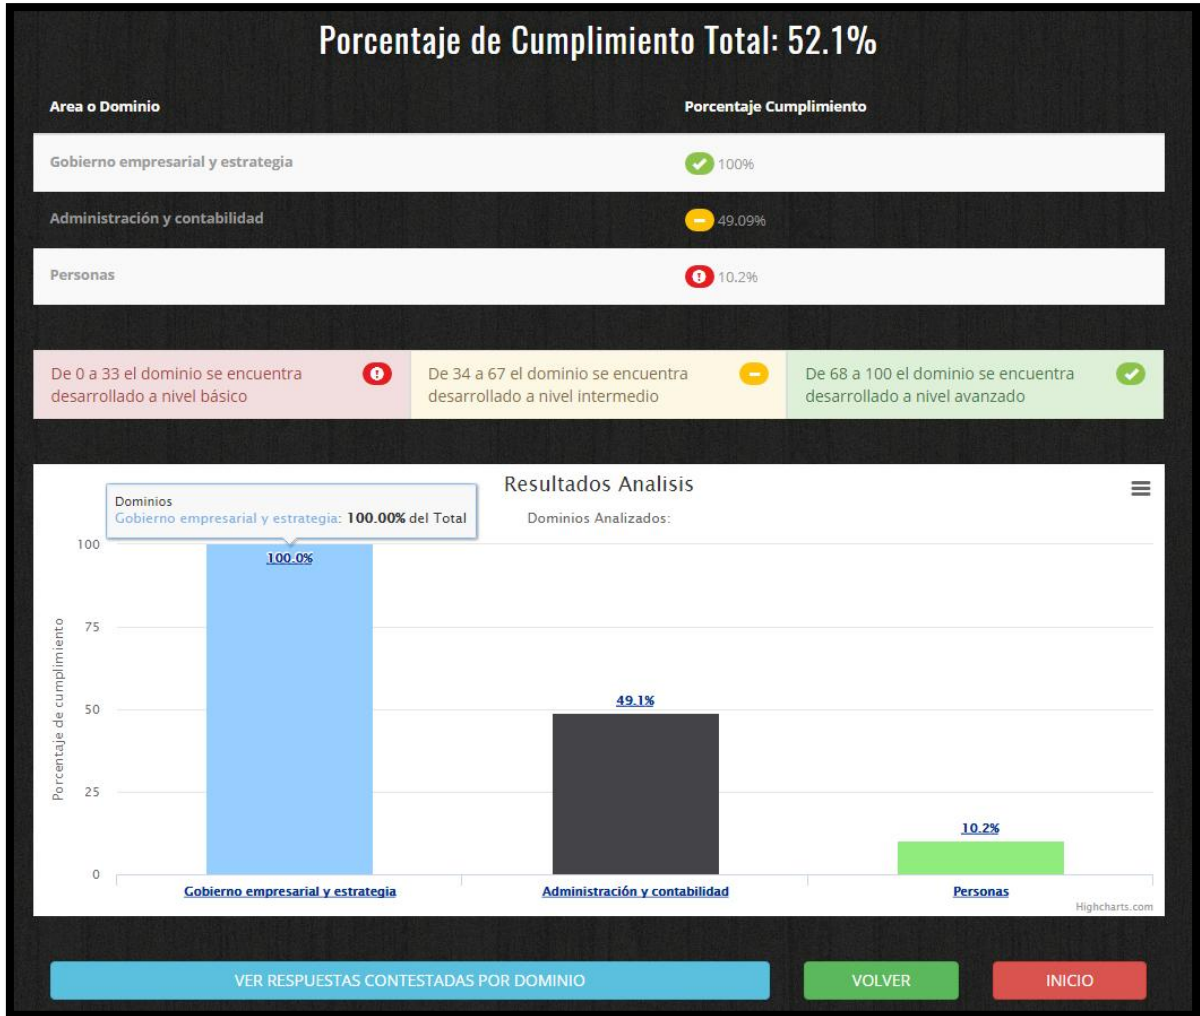 Porcentaje de Cumplimiento Total: 52.1%
Area o Dominio
Porcentaje Cumplimiento
Gobierno empresarial y estrategia
100%
Administración y contabilidad
49.09%
Personas
10.2%
De 0 a 33 el dominio se encuentra
desarrollado a nivel básico
De 34 a 67 el dominio se encuentra
desarrollado a nivel intermedio
De 68 a 100 el dominio se encuentra
desarrollado a nivel avanzado
Resultados Analisis
Dominios Analizados:
Dominios
Gobierno empresarial y estrategia: 100.00% del Total
Porcentaje de cumplimiento
100
75
50
25
0
100.0%
49.1%
10.2%
Gobierno empresarial y estrategia
Administración y contabilidad
Personas
Highcharts.com
VER RESPUESTAS CONTESTADAS POR DOMINIO
VOLVER
INICIO